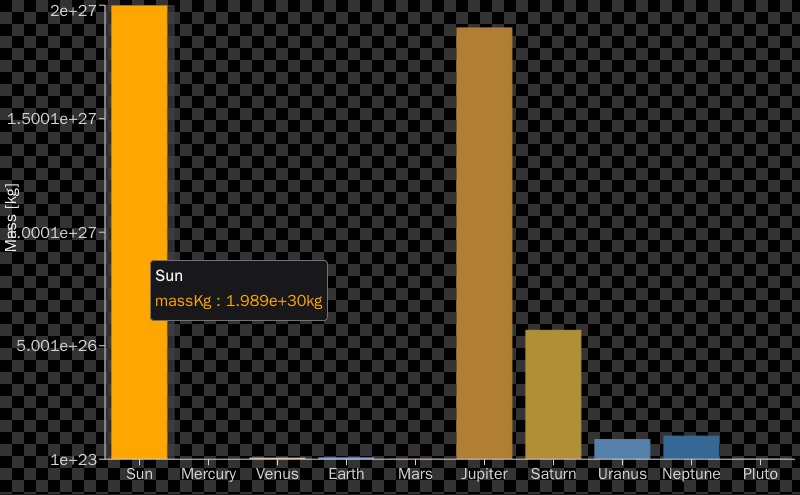 2e+27
1.5001e+27
1.0001e+27
5.001e+26
1e+23
Mass [kg]
Sun
massKg : 1.989e+30kg
Sun Mercury Venus Earth Mars Jupiter Saturn Uranus Neptune Pluto